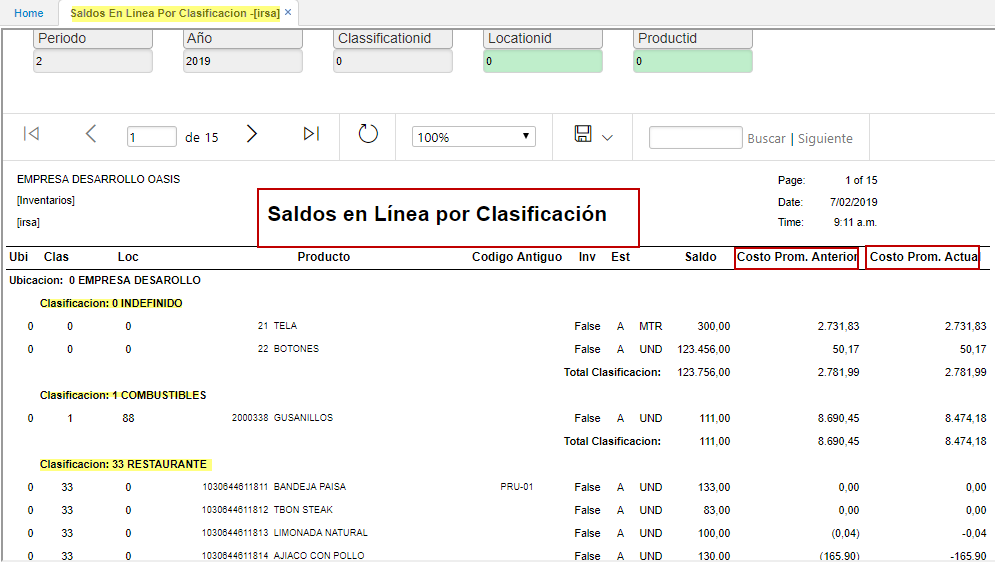 Home Saldos En Linea Por Clasificacion -[irsa] ×
Periodo Año Classificationid Locationid Productid
2 2019 0 0 0
1 de 15 100% Buscar | Siguiente
EMPRESA DESARROLLO OASIS Page: 1 of 15
[Inventarios] Date: 7/02/2019
[irsa] Time: 9:11 a.m.
Saldos en Línea por Clasificación
Ubi Clas Loc Producto Codigo Antiguo Inv Est Saldo Costo Prom. Anterior Costo Prom. Actual
Ubicacion: 0 EMPRESA DESAROLLO
Clasificacion: 0 INDEFINIDO
0 0 0 21 TELA False A MTR 300,00 2.731,83 2.731,83
0 0 0 22 BOTONES False A UND 123.456,00 50,17 50,17
Total Clasificacion: 123.756,00 2.781,99 2.781,99
Clasificacion: 1 COMBUSTIBLES
0 1 88 2000338 GUSANILLOS False A UND 111,00 8.690,45 8.474,18
Total Clasificacion: 111,00 8.690,45 8.474,18
Clasificacion: 33 RESTAURANTE
0 33 0 1030644611811 BANDEJA PAISA PRU-01 False A UND 133,00 0,00 0,00
0 33 0 1030644611812 TBON STEAK False A UND 83,00 0,00 0,00
0 33 0 1030644611813 LIMONADA NATURAL False A UND 100,00 (0,04) -0,04
0 33 0 1030644611814 AJIACO CON POLLO False A UND 130,00 (165,90) -165,90